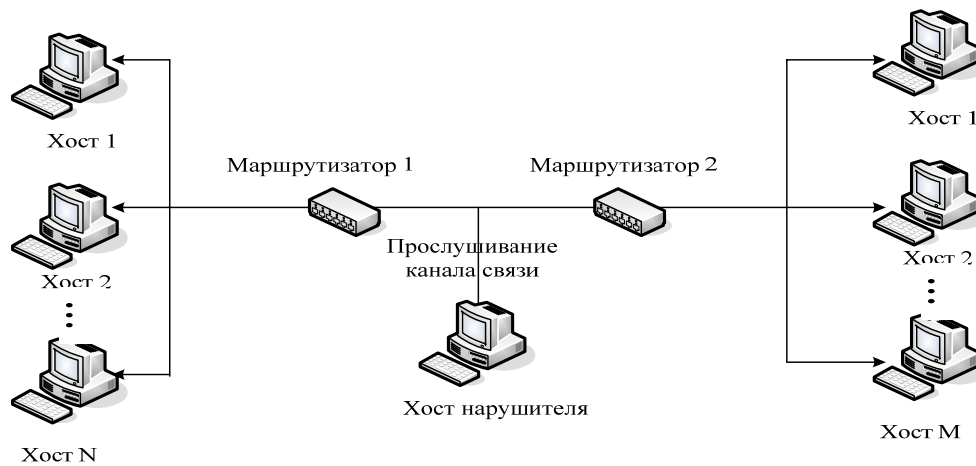 Хост 1
Хост 1
Маршрутизатор 1
Маршрутизатор 2
Прослушивание
канала связи
Хост 2
Хост 2
Хост нарушителя
Хост N
Хост M